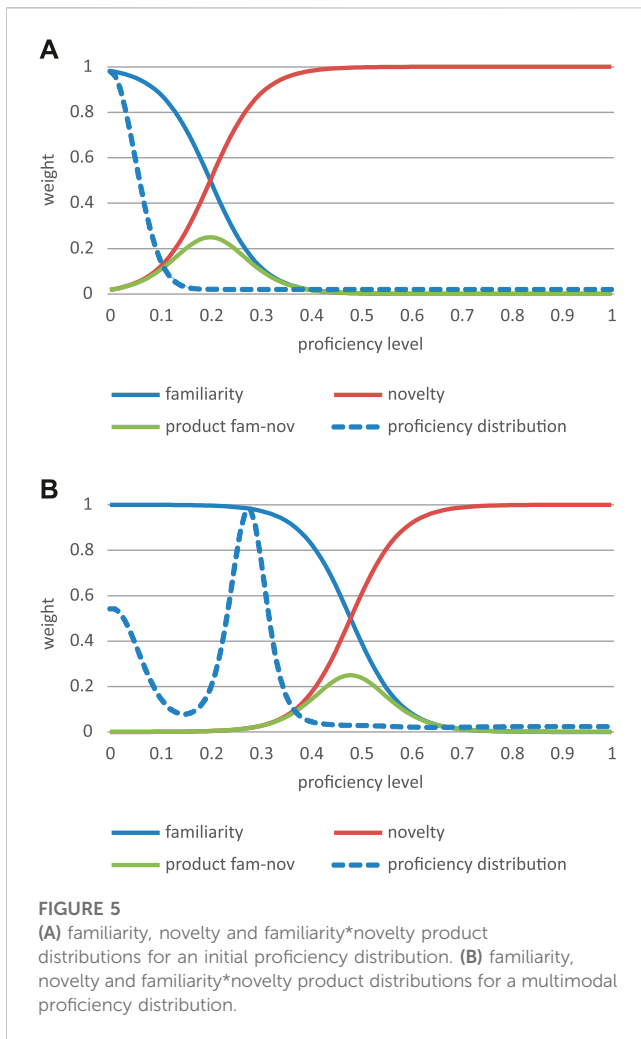 A
1
0.8
0.6
0.4
0.2
0
weight
0 0.1 0.2 0.3 0.4 0.5 0.6 0.7 0.8 0.9 1
proficiency level
familiarity novelty
product fam-nov proficiency distribution
B
1
0.8
0.6
0.4
0.2
0
weight
0 0.1 0.2 0.3 0.4 0.5 0.6 0.7 0.8 0.9 1
proficiency level
familiarity novelty
product fam-nov proficiency distribution
FIGURE 5
(A) familiarity, novelty and familiarity*novelty product
distributions for an initial proficiency distribution. (B) familiarity,
novelty and familiarity*novelty product distributions for a multimodal
proficiency distribution.